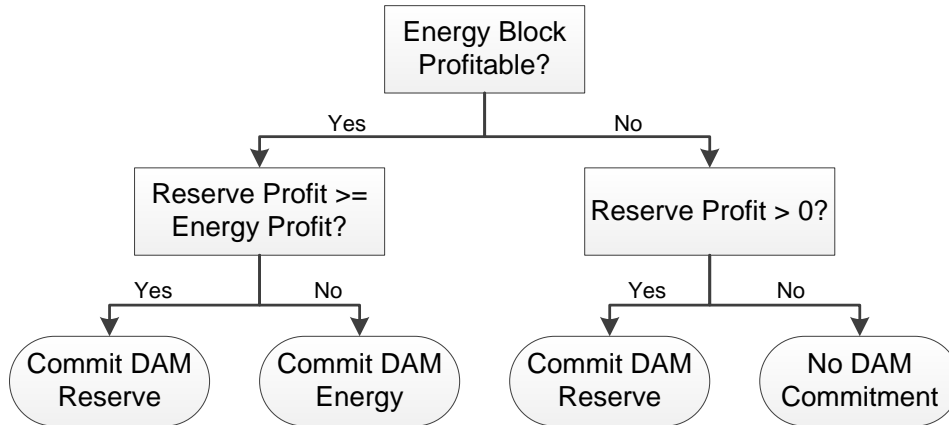 Energy Block
Profitable?
Yes
No
Reserve Profit >=
Energy Profit?
Reserve Profit > 0?
Yes
No
Yes
No
Commit DAM
Reserve
Commit DAM
Energy
Commit DAM
Reserve
No DAM
Commitment